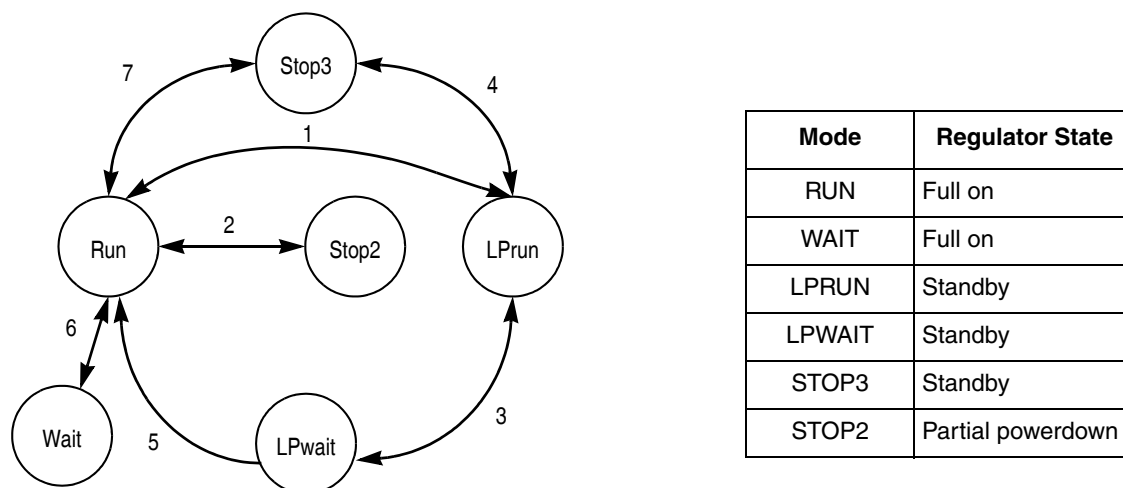 Stop3
7
4
1
Run
2
Stop2
LPrun
6
Wait
5
LPwait
3
Mode Regulator State
RUN Full on
WAIT Full on
LPRUN Standby
LPWAIT Standby
STOP3 Standby
STOP2 Partial powerdown